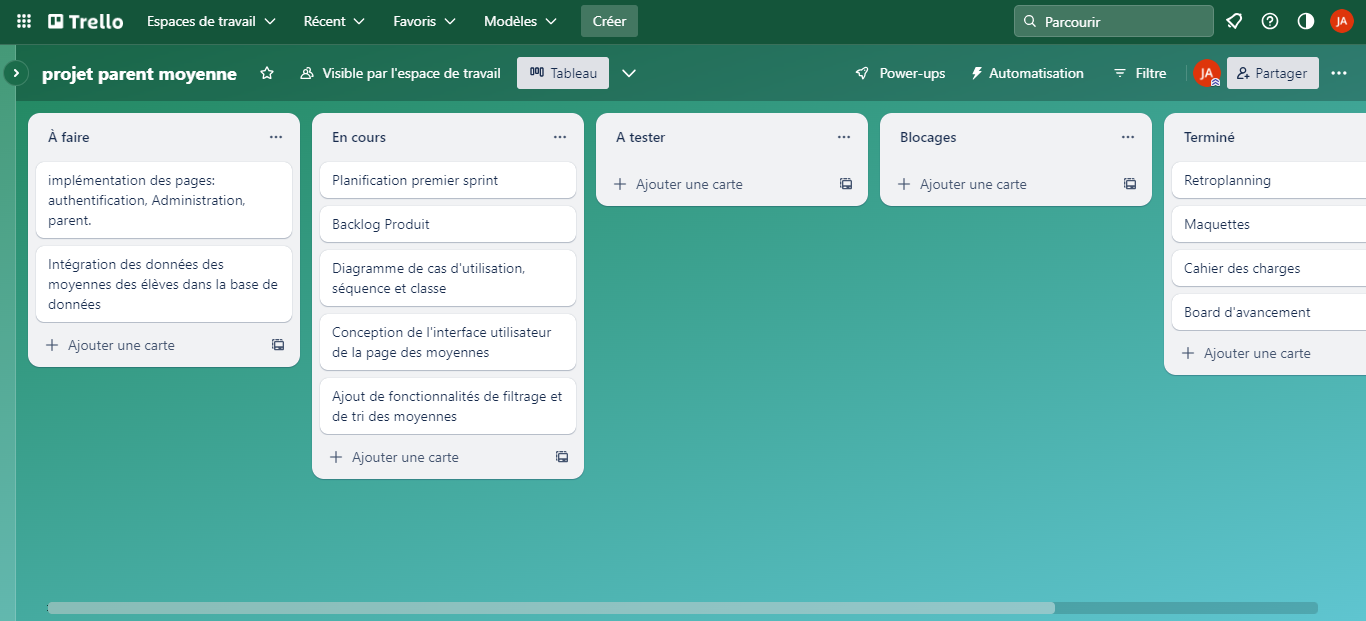 Trello Espaces de travail Récent Favoris Modèles Créer Parcourir JA
projet parent moyenne Visible par l'espace de travail Tableau Power-ups Automatisation Filtre JA Partager
À faire
implémentation des pages:
authentification, Administration,
parent.
Intégration des données des
moyennes des élèves dans la base de
données
Ajouter une carte
En cours
Planification premier sprint
Backlog Produit
Diagramme de cas d'utilisation,
séquence et classe
Conception de l'interface utilisateur
de la page des moyennes
Ajout de fonctionnalités de filtrage et
de tri des moyennes
Ajouter une carte
A tester
Ajouter une carte
Blocages
Ajouter une carte
Terminé
Retroplanning
Maquettes
Cahier des charges
Board d'avancement
Ajouter une carte